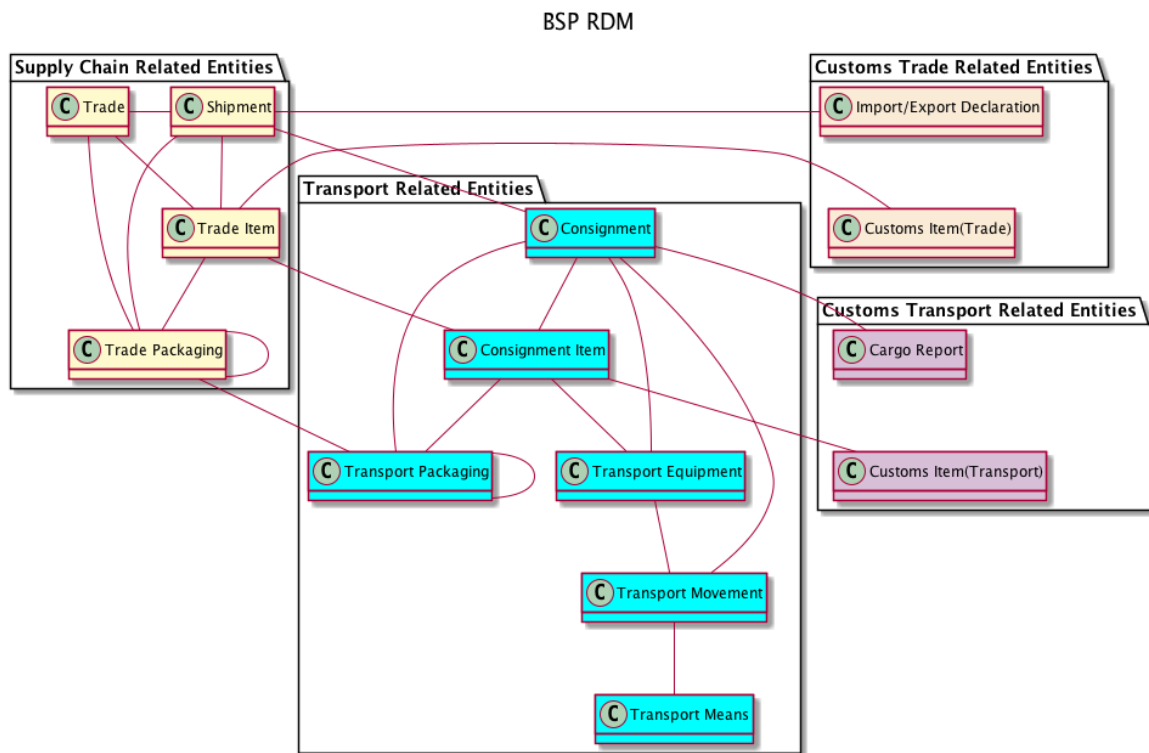 BSP RDM
Supply Chain Related Entities
C Trade
C Shipment
C Trade Item
C Trade Packaging
Transport Related Entities
C Consignment
C Consignment Item
C Transport Packaging
C Transport Equipment
C Transport Movement
C Transport Means
Customs Trade Related Entities
C Import/Export Declaration
C Customs Item(Trade)
Customs Transport Related Entities
C Cargo Report
C Customs Item(Transport)